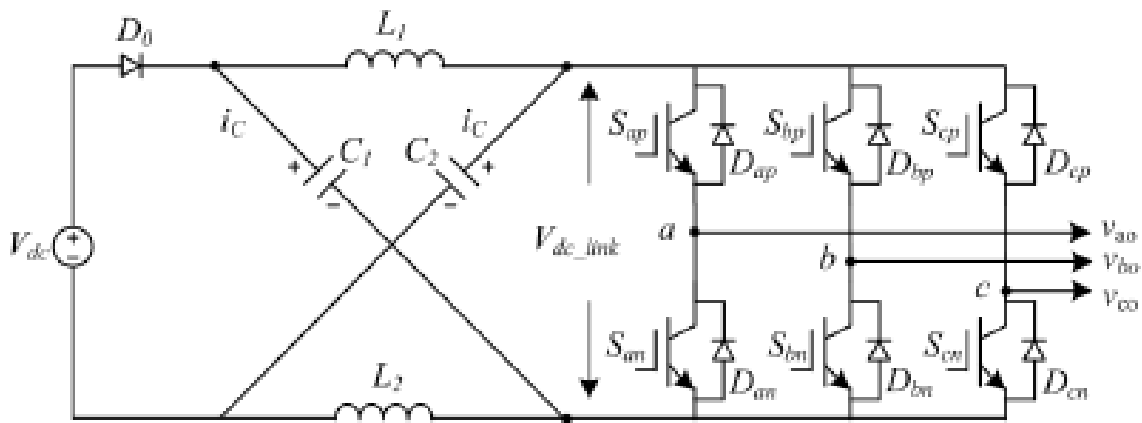 D0 L1
iC iC
C1 C2
+ + - -
Vdc + -
Vdc_link
L2
Sap Dap Sbp Dbp Scp Dcp
a vao
b vbo
c vco
San Dan Sbn Dbn Scn Dcn